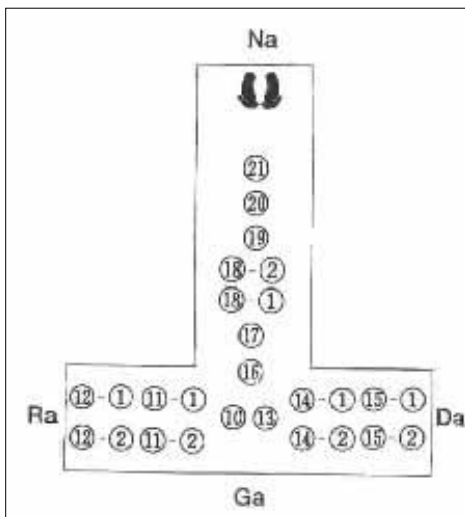 Na
㉑
⑳
⑲
⑱-②
⑱-①
⑰
⑯
⑫-① ⑪-① ⑭-① ⑮-①
Ra ⑩ ⑬ Da
⑫-② ⑪-② ⑭-② ⑮-②
Ga